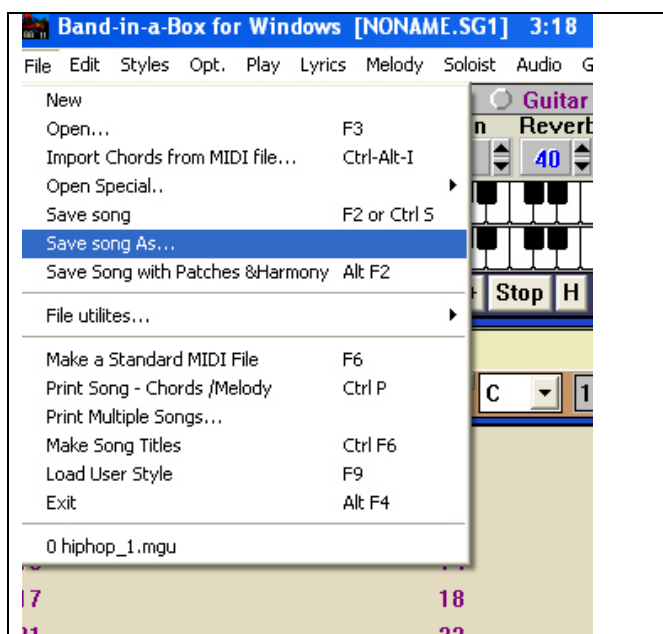 Band-in-a-Box for Windows [NONAME.SG1] 3:18
File Edit Styles Opt. Play Lyrics Melody Soloist Audio G
New
Guitar
Open... F3
n Reverb
Import Chords from MIDI file... Ctrl-Alt-I
40
Open Special..
Save song F2 or Ctrl S
Save song As...
Save Song with Patches &Harmony Alt F2
Stop H
File utilites...
Make a Standard MIDI File F6
Print Song - Chords /Melody Ctrl P
C 1
Print Multiple Songs...
Make Song Titles Ctrl F6
Load User Style F9
Exit Alt F4
0 hiphop_1.mgu
17 18